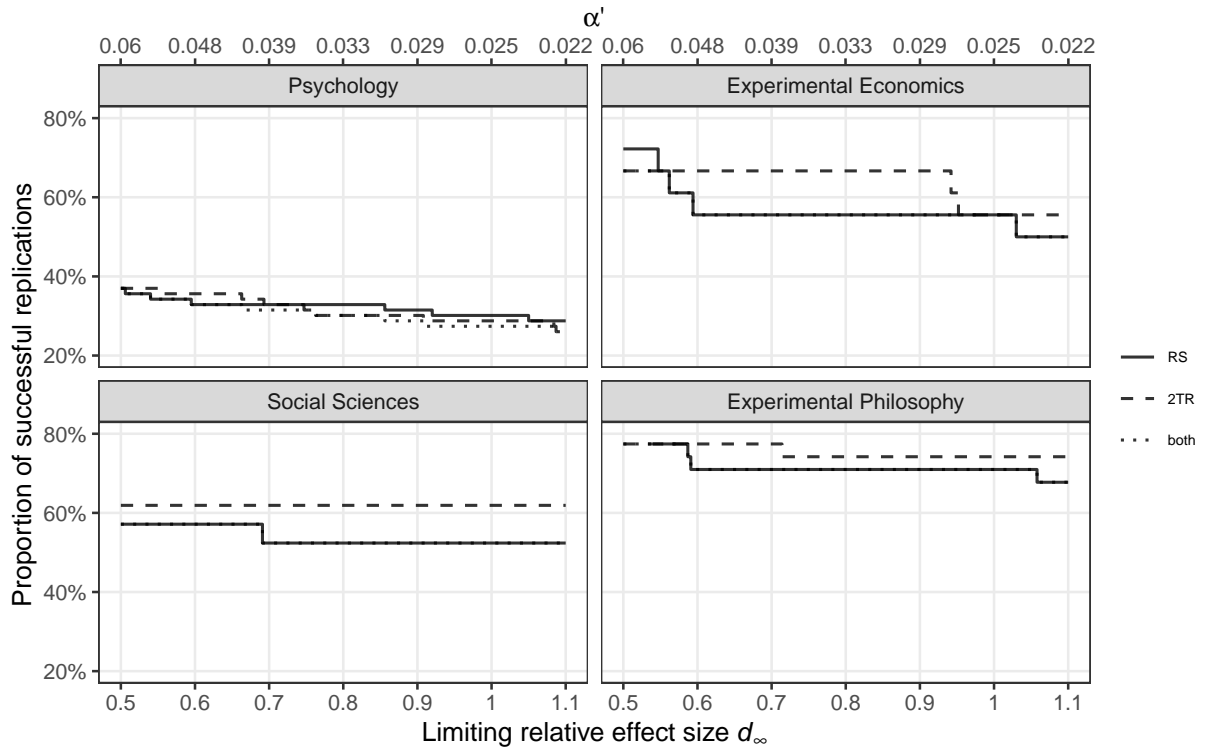 α'
0.06 0.048 0.039 0.033 0.029 0.025 0.022 0.06 0.048 0.039 0.033 0.029 0.025 0.022
Psychology Experimental Economics
80%
60%
40%
20%
Social Sciences Experimental Philosophy
80%
60%
40%
20%
0.5 0.6 0.7 0.8 0.9 1 1.1 0.5 0.6 0.7 0.8 0.9 1 1.1
Limiting relative effect size d∞
Proportion of successful replications
RS
2TR
both